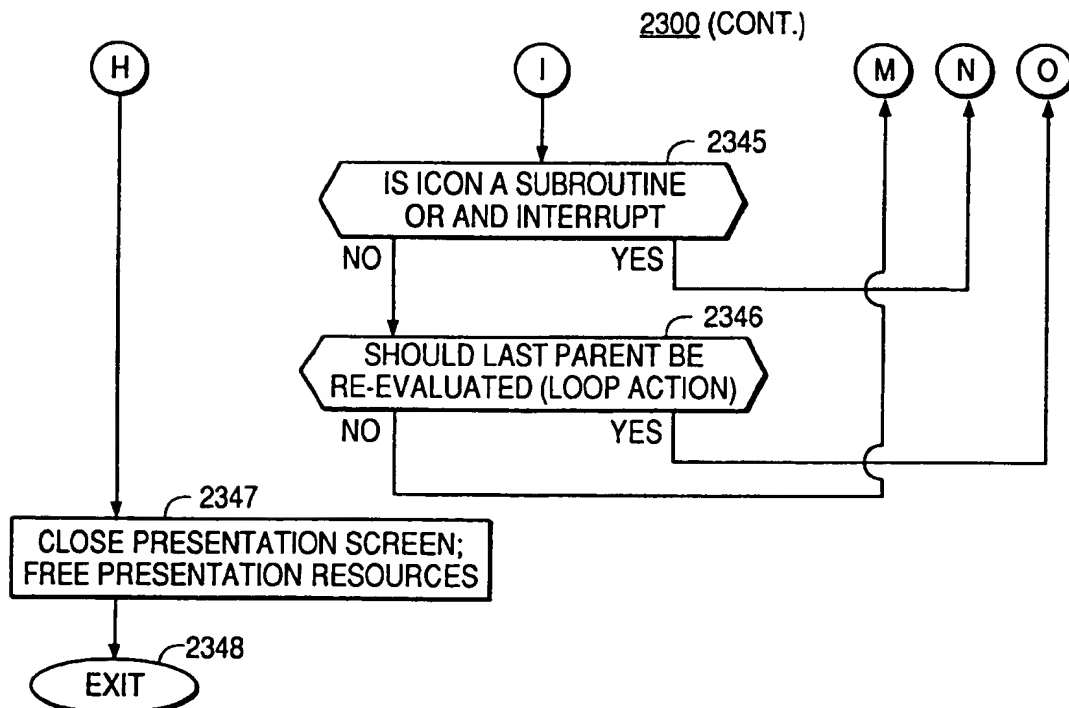 2300 (CONT.)
H
I
M
N
O
2345
IS ICON A SUBROUTINE
OR AND INTERRUPT
NO
YES
2346
SHOULD LAST PARENT BE
RE-EVALUATED (LOOP ACTION)
NO
YES
2347
CLOSE PRESENTATION SCREEN;
FREE PRESENTATION RESOURCES
2348
EXIT